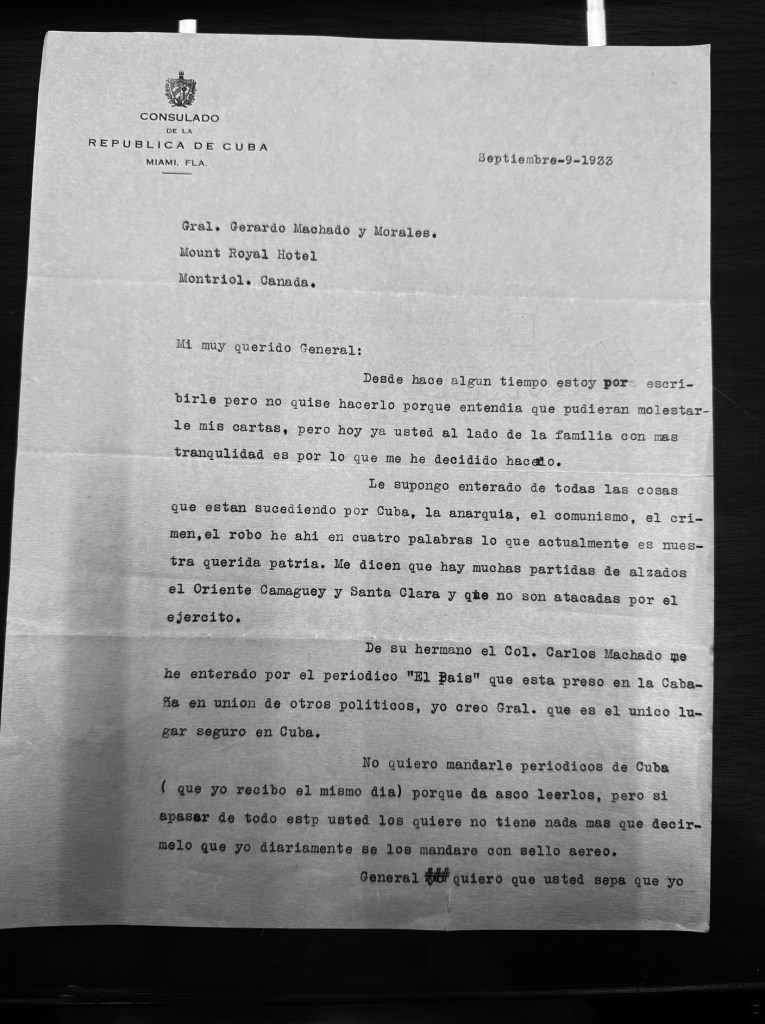 CONSULADO
DE LA
REPUBLICA DE CUBA
MIAMI, FLA.
Septiembre-9-1933
Gral. Gerardo Machado y Morales.
Mount Royal Hotel
Montriol. Canada.
Mi muy querido General:
Desde hace algun tiempo estoy por escri-
birle pero no quise hacerlo porque entendia que pudieran molestar-
le mis cartas, pero hoy ya usted al lado de la familia con mas
tranqulidad es por lo que me he decidido
Le supongo enterado de todas las cosas
que estan sucediendo por Cuba, la anarquia, el comunismo, el cri-
men,el robo he ahi en cuatro palabras lo que actualmente es nues-
tra querida patria. Me dicen que hay muchas partidas de alzados
el Oriente Camaguey y Santa Clara y que no son atacadas por el
ejercito.
De su hermano el Col. Carlos Machado me
he enterado por el periodico "El Pais" que esta preso en la Caba-
ña en union de otros politicos, yo creo Gral. que es el unico lu-
gar seguro en Cuba.
No quiero mandarle periodicos de Cuba
( que yo recibo el mismo dia) porque da asco leerlos, pero si
apasar de todo estp usted los quiere no tiene nada mas que decir-
melo que yo diariamente se los mandare con sello aereo.
General quiero que usted sepa que yo